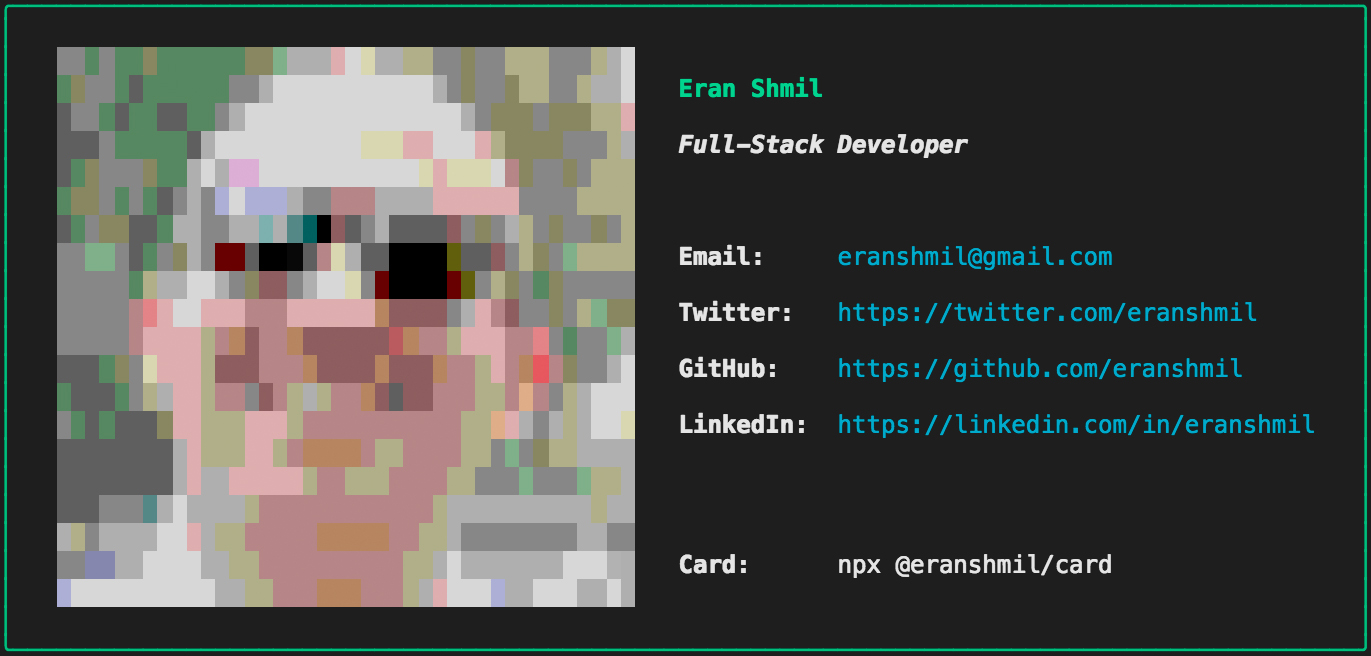 Eran Shmil
Full-Stack Developer
Email: eranshmil@gmail.com
Twitter: https://twitter.com/eranshmil
GitHub: https://github.com/eranshmil
LinkedIn: https://linkedin.com/in/eranshmil
Card: npx @eranshmil/card